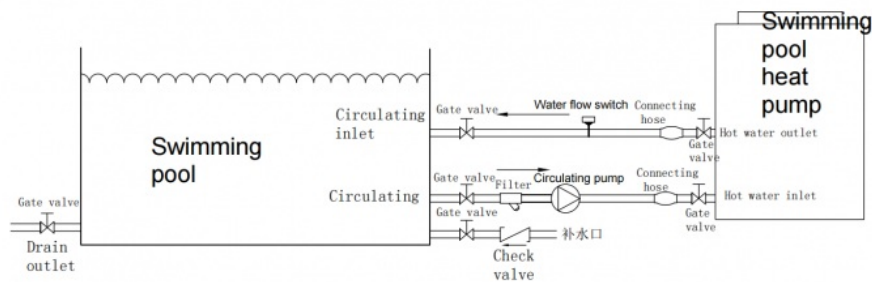 Swimming
pool
heat
pump
Gate valve
Water flow switch
Connecting
hose
Circulating
inlet
Gate
valve
Hot water outlet
Swimming
pool
Gate valve
Circulating pump
Connecting
hose
Filter
Circulating
Hot water inlet
Gate
valve
Gate valve
Gate valve
补水口
Drain
outlet
Check
valve